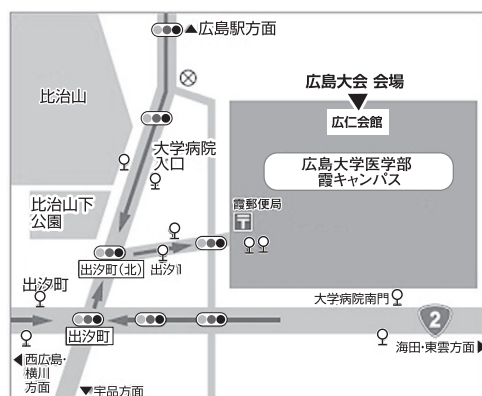 広島駅方面
広島大会 会場
広仁会館
比治山
大学病院
入口
広島大学医学部
霞キャンパス
比治山下
公園
霞郵便局
出汐町(北)
出汐1
出汐町
大学病院南門
2
出汐町
海田・東雲方面
西広島・
横川
方面
宇品方面